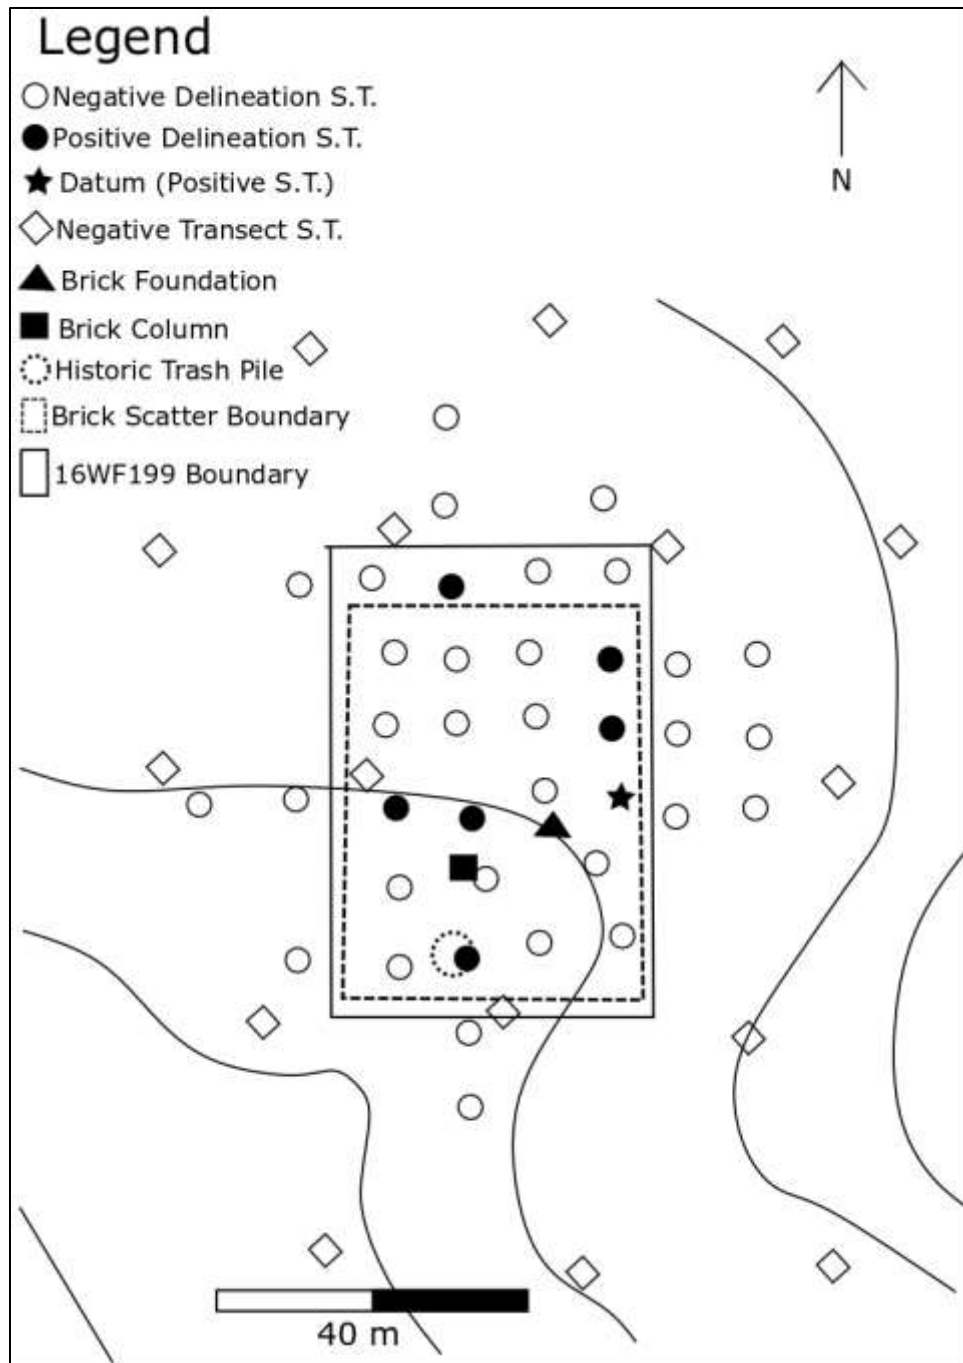 Legend
Negative Delineation S.T.
Positive Delineation S.T.
Datum (Positive S.T.)
Negative Transect S.T.
Brick Foundation
Brick Column
Historic Trash Pile
Brick Scatter Boundary
16WF199 Boundary
N
40 m